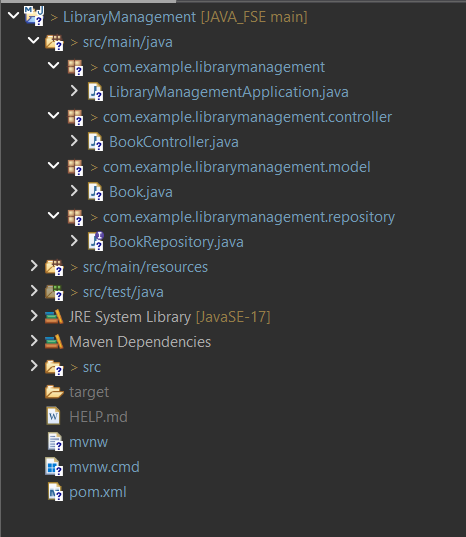 > LibraryManagement [JAVA_FSE main]
> src/main/java
> com.example.librarymanagement
> LibraryManagementApplication.java
> com.example.librarymanagement.controller
> BookController.java
> com.example.librarymanagement.model
> Book.java
> com.example.librarymanagement.repository
> BookRepository.java
> src/main/resources
> src/test/java
JRE System Library [JavaSE-17]
Maven Dependencies
> src
target
HELP.md
mvnw
mvnw.cmd
pom.xml